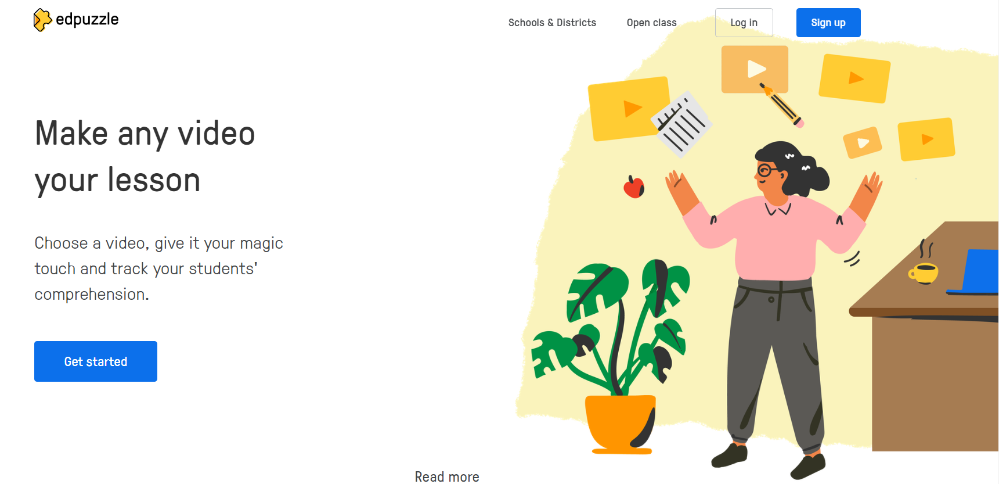 edpuzzle
Schools & Districts
Open class
Log in
Sign up
Make any video
your lesson
Choose a video, give it your magic
touch and track your students'
comprehension.
Get started
Read more